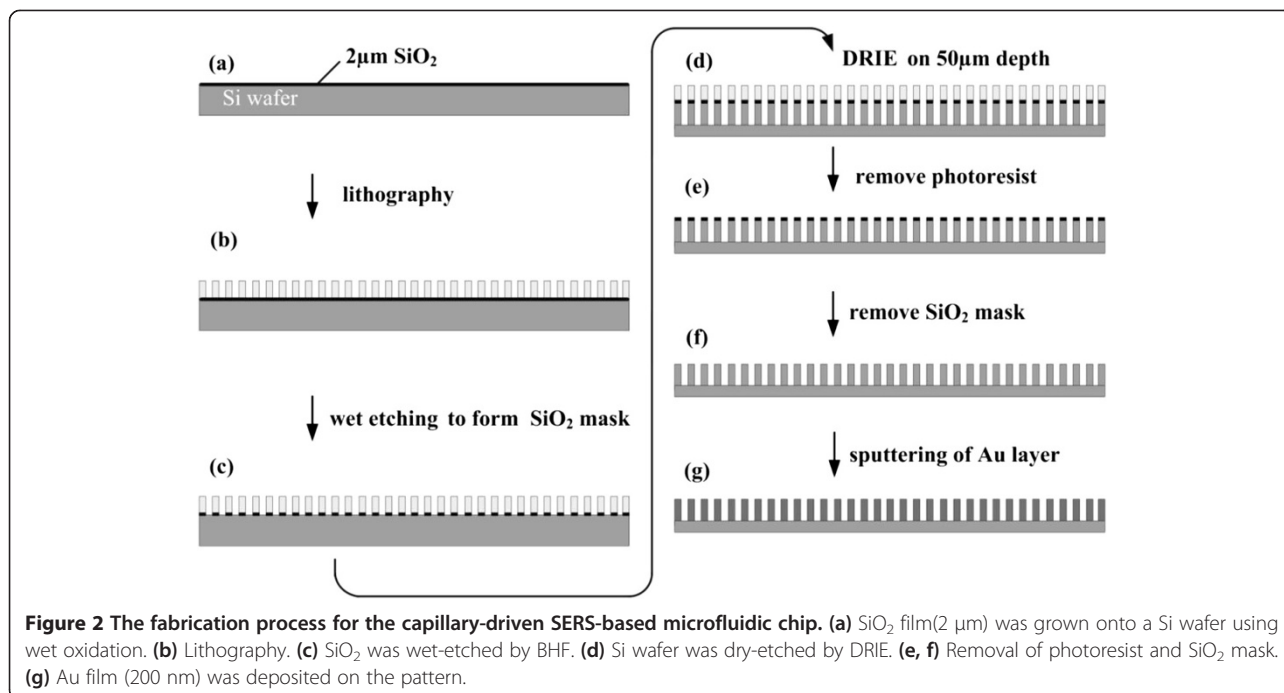 (a)
2μm SiO₂
Si wafer
lithography
(b)
wet etching to form SiO₂ mask
(c)
(d)
DRIE on 50μm depth
remove photoresist
(e)
remove SiO₂ mask
(f)
sputtering of Au layer
(g)
Figure 2 The fabrication process for the capillary-driven SERS-based microfluidic chip. (a) SiO₂ film(2 μm) was grown onto a Si wafer using
wet oxidation. (b) Lithography. (c) SiO₂ was wet-etched by BHF. (d) Si wafer was dry-etched by DRIE. (e, f) Removal of photoresist and SiO₂ mask.
(g) Au film (200 nm) was deposited on the pattern.